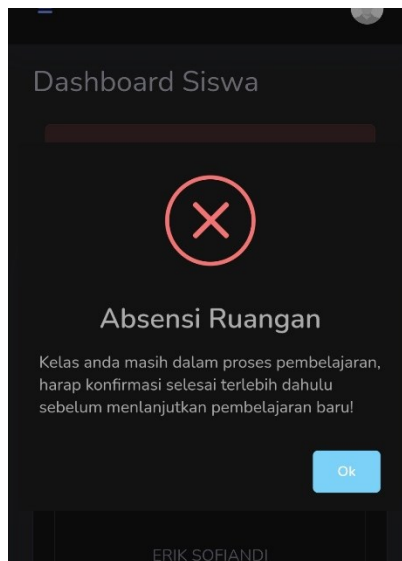 Dashboard Siswa
Absensi Ruangan
Kelas anda masih dalam proses pembelajaran,
harap konfirmasi selesai terlebih dahulu
sebelum menlanjutkan pembelajaran baru!
Ok
ERIK SOFIANDI